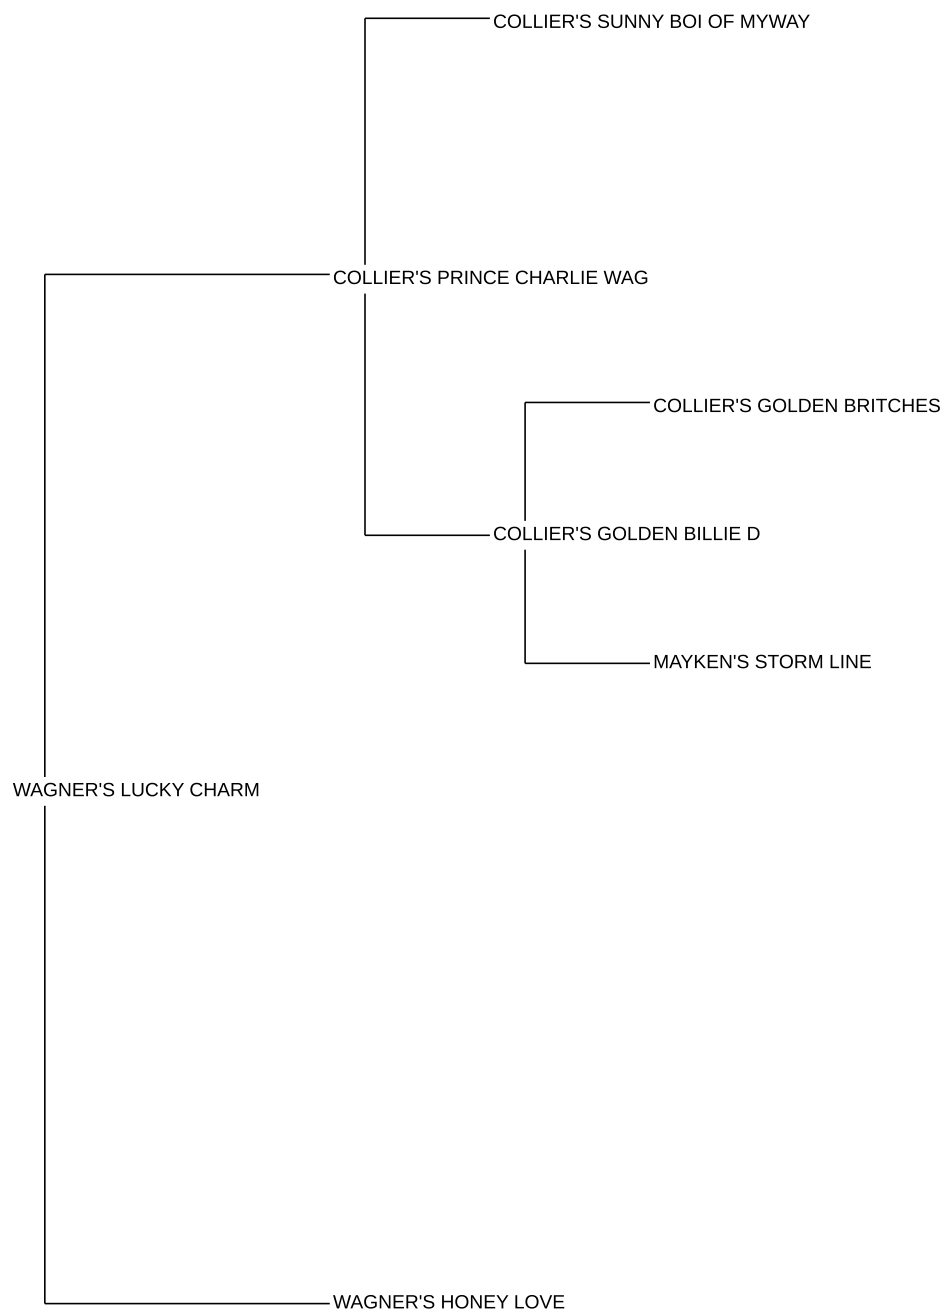 COLLIER'S SUNNY BOI OF MYWAY
COLLIER'S PRINCE CHARLIE WAG
COLLIER'S GOLDEN BRITCHES
COLLIER'S GOLDEN BILLIE D
MAYKEN'S STORM LINE
WAGNER'S LUCKY CHARM
WAGNER'S HONEY LOVE